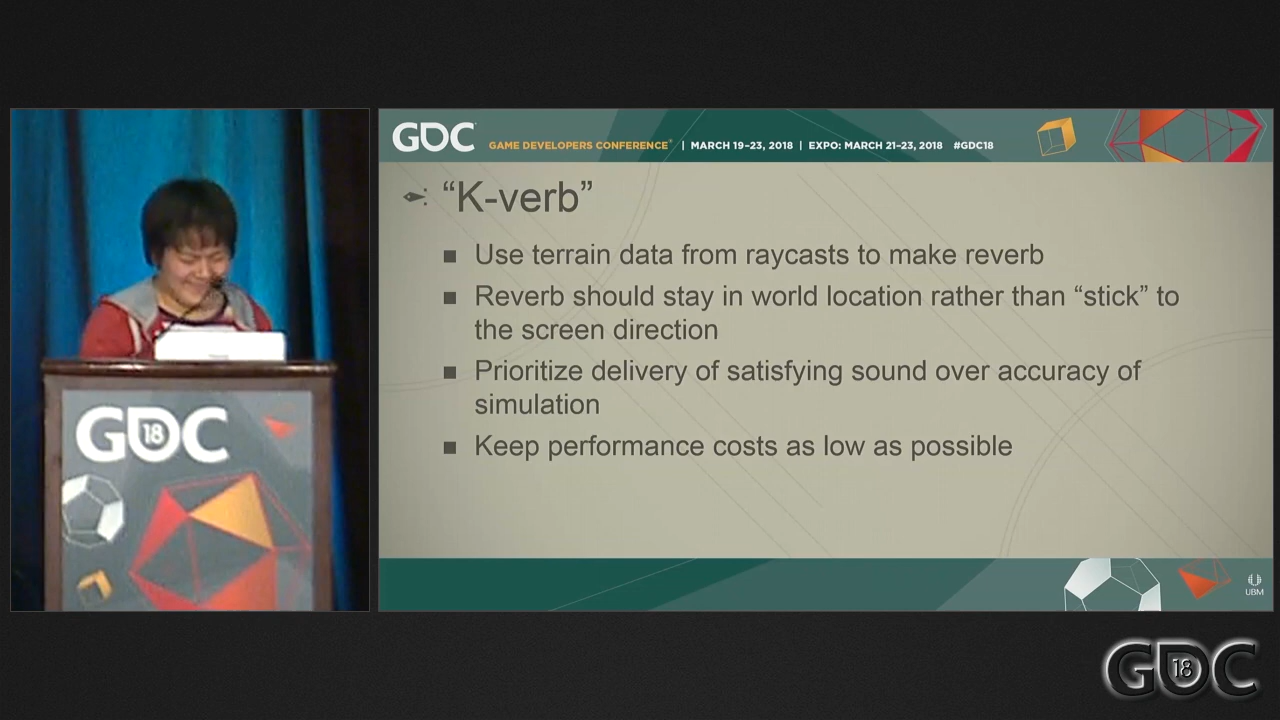 GDC GAME DEVELOPERS CONFERENCE® | MARCH 19–23, 2018 | EXPO: MARCH 21–23, 2018 #GDC18
“K-verb”
■ Use terrain data from raycasts to make reverb
■ Reverb should stay in world location rather than “stick” to
the screen direction
■ Prioritize delivery of satisfying sound over accuracy of
simulation
■ Keep performance costs as low as possible
GDC
18
UBM
GDC
18